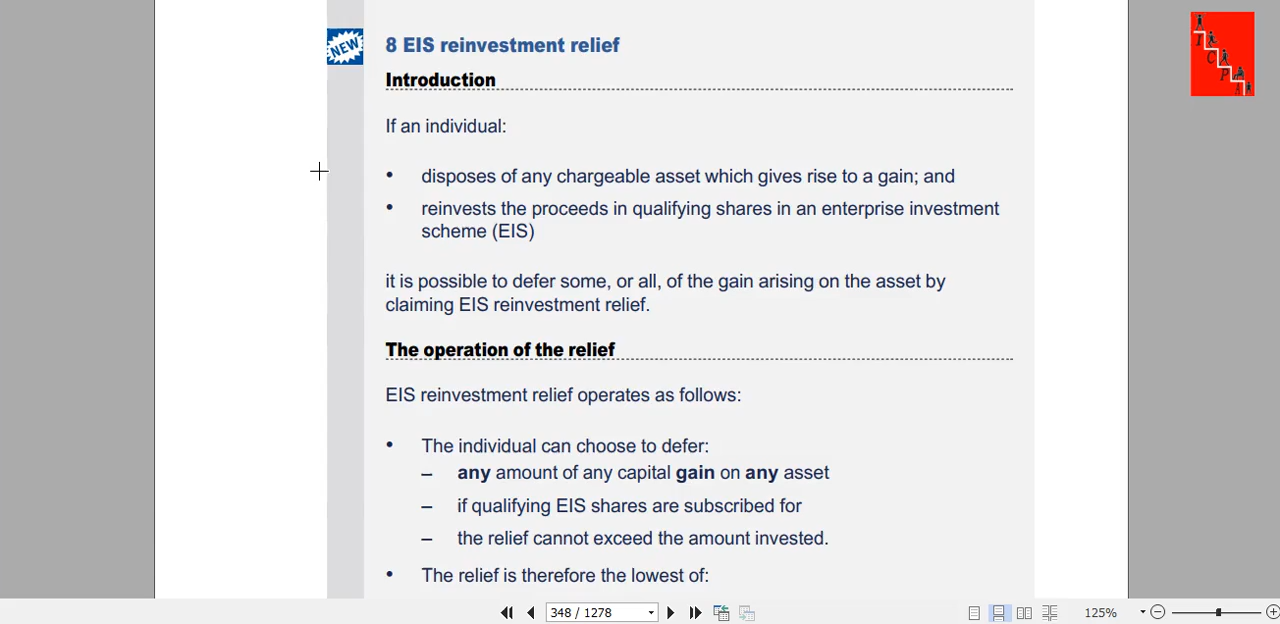 NEW
8 EIS reinvestment relief
Introduction
If an individual:
• disposes of any chargeable asset which gives rise to a gain; and
• reinvests the proceeds in qualifying shares in an enterprise investment
scheme (EIS)
it is possible to defer some, or all, of the gain arising on the asset by
claiming EIS reinvestment relief.
The operation of the relief
EIS reinvestment relief operates as follows:
• The individual can choose to defer:
– any amount of any capital gain on any asset
– if qualifying EIS shares are subscribed for
– the relief cannot exceed the amount invested.
• The relief is therefore the lowest of:
348 / 1278
125%
T
C
P
A